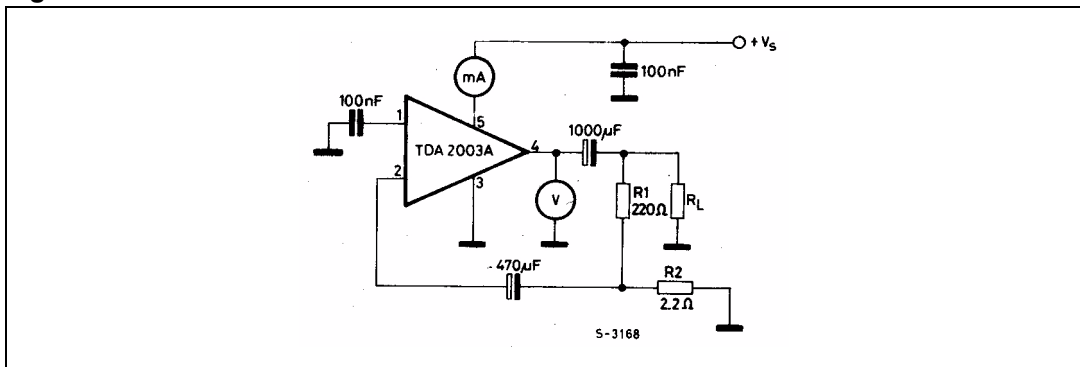 + Vs
mA
100nF
100nF
1
5
1000µF
TDA 2003A
4
2
3
V
R1
220Ω
RL
470µF
R2
2.2Ω
S-3168